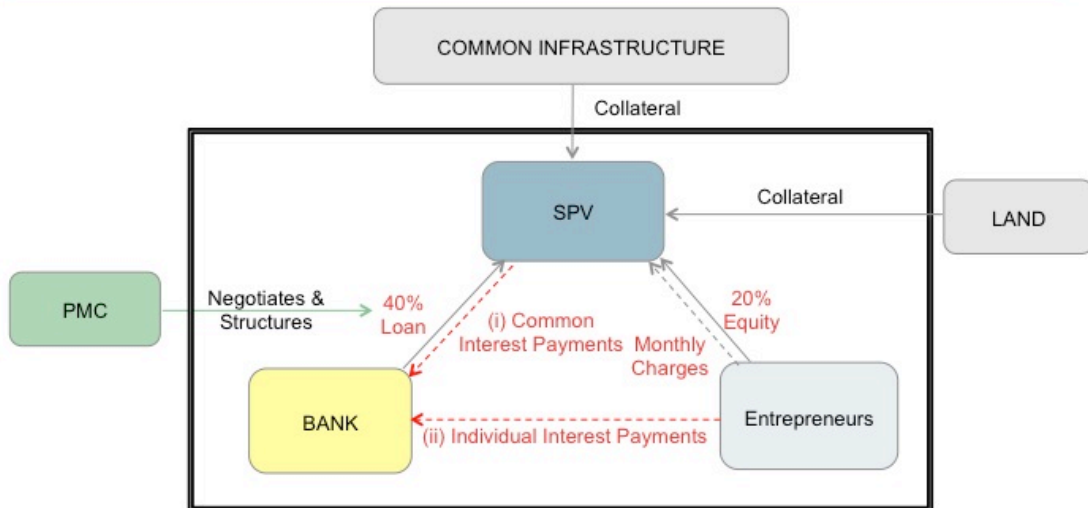 COMMON INFRASTRUCTURE
Collateral
SPV
Collateral
LAND
PMC
Negotiates &
Structures
40%
Loan
(i) Common
Interest Payments
20%
Equity
Monthly
Charges
BANK
(ii) Individual Interest Payments
Entrepreneurs